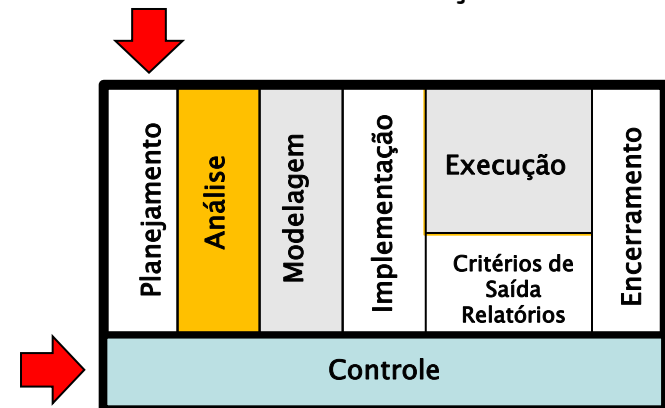 Planejamento
Análise
Modelagem
Implementação
Execução
Critérios de
Saída
Relatórios
Encerramento
Controle